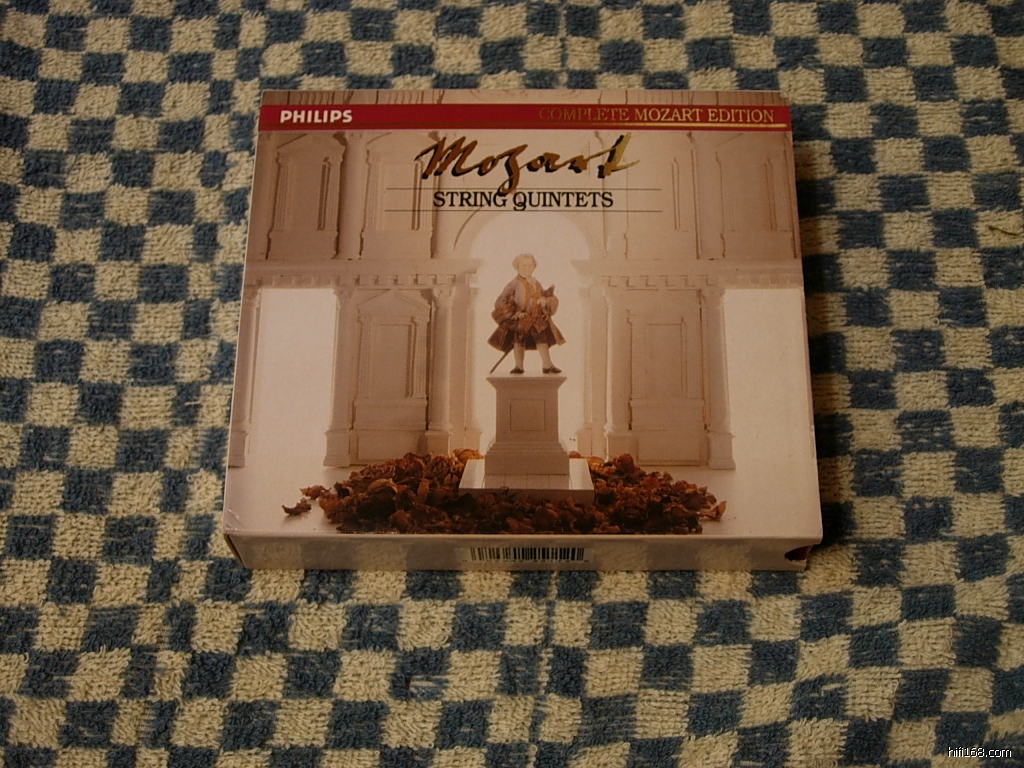 PHILIPS
COMPLETE MOZART EDITION
Mozart
STRING QUINTETS
hifi168.com